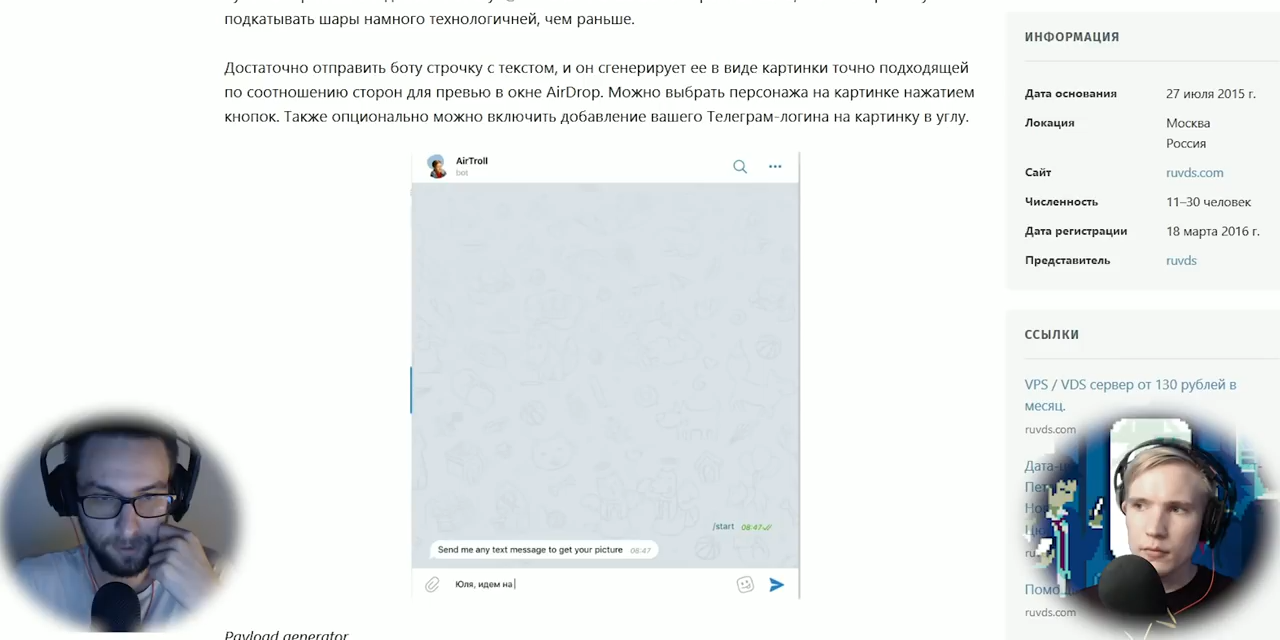 подкатывать шары намного технологичней, чем раньше.
Достаточно отправить боту строчку с текстом, и он сгенерирует ее в виде картинки точно подходящей
по соотношению сторон для превью в окне AirDrop. Можно выбрать персонажа на картинке нажатием
кнопок. Также опционально можно включить добавление вашего Телеграм-логина на картинку в углу.
AirTroll
bot
/start 08:47
Send me any text message to get your picture 08:47
Юля, идем на
Payload generator
ИНФОРМАЦИЯ
Дата основания 27 июля 2015 г.
Локация Москва
Россия
Сайт ruvds.com
Численность 11–30 человек
Дата регистрации 18 марта 2016 г.
Представитель ruvds
ССЫЛКИ
VPS / VDS сервер от 130 рублей в
месяц.
ruvds.com
ruvds.com